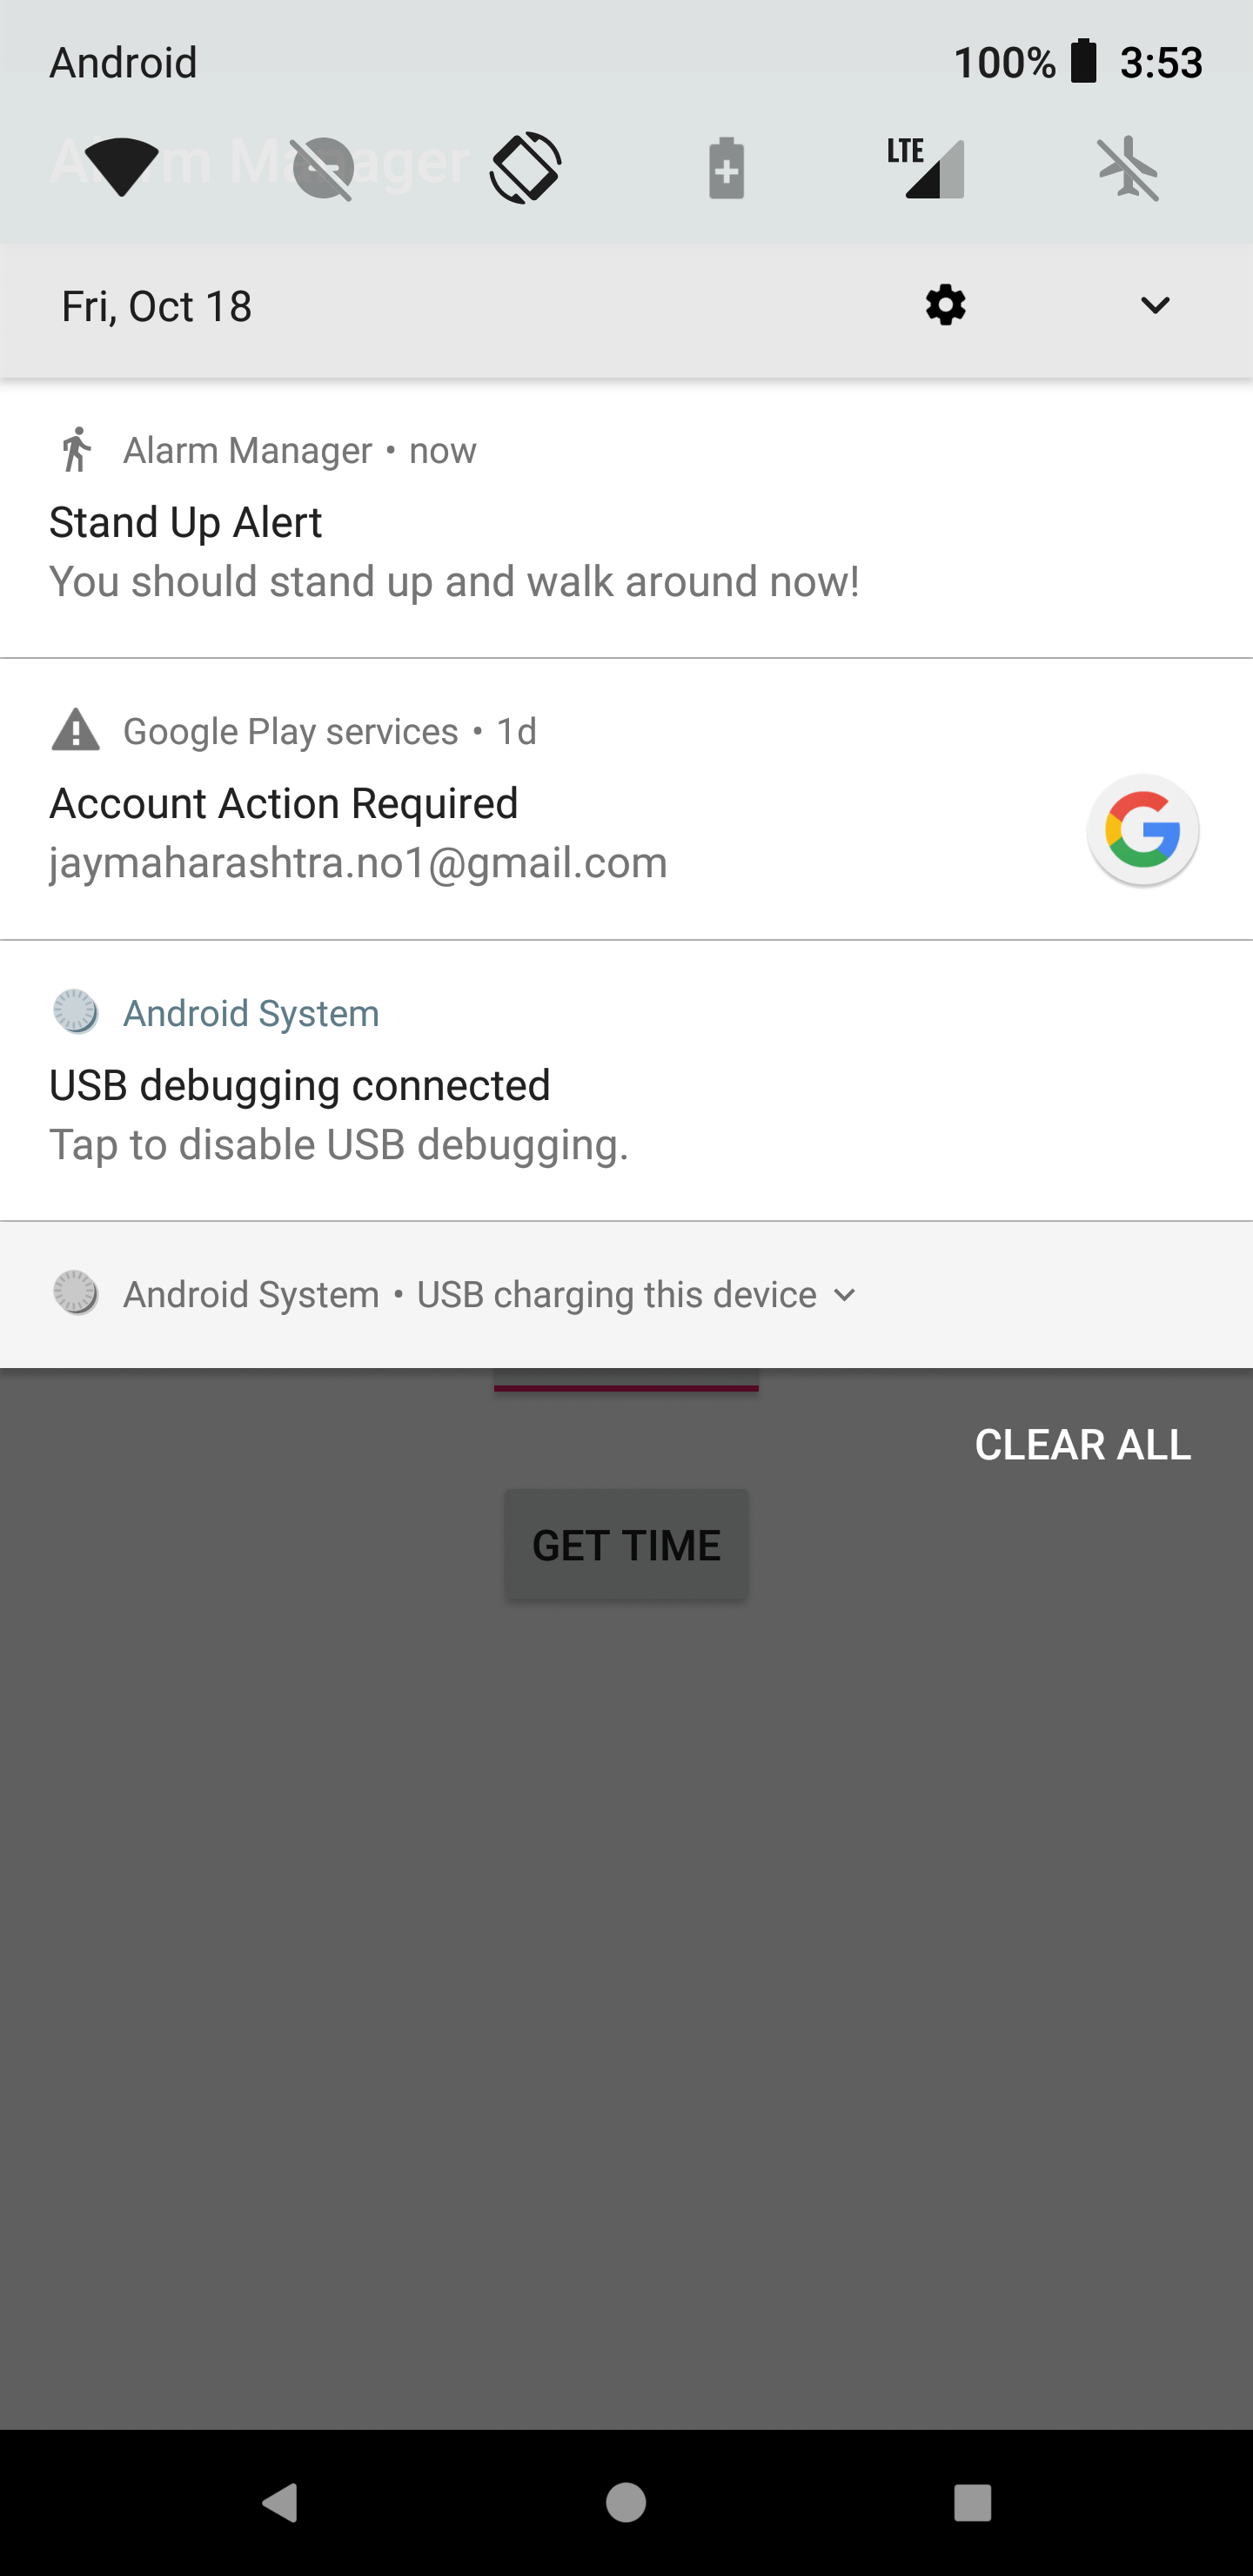 Android
100% 3:53
Alarm Manager
LTE
Fri, Oct 18
Alarm Manager • now
Stand Up Alert
You should stand up and walk around now!
Google Play services • 1d
Account Action Required
jaymaharashtra.no1@gmail.com
Android System
USB debugging connected
Tap to disable USB debugging.
Android System • USB charging this device
CLEAR ALL
GET TIME